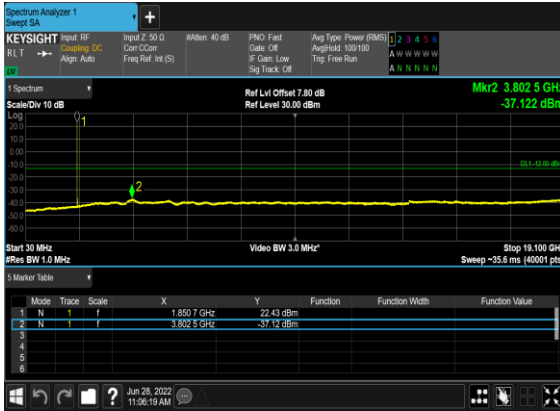 Spectrum Analyzer 1
Swept SA
+
KEYSIGHT Input: RF Input Z: 50 Ω #Atten: 40 dB PNO: Fast Avg Type: Power (RMS) 1 2 3 4 5 6
RLT Coupling: DC Corr CCorr Gate: Off Avg|Hold: 100/100 A W W W W W
Align: Auto Freq Ref: Int (S) IF Gain: Low Trig: Free Run
Sig Track: Off A N N N N N
1 Spectrum Ref Lvl Offset 7.80 dB Mkr2 3.802 5 GHz
Scale/Div 10 dB Ref Level 30.00 dBm -37.122 dBm
Log
1
20.0
10.0
0.00
-10.0
DL1 -13.00 dBm
-20.0
-30.0
2
-40.0
-50.0
-60.0
Start 30 MHz Video BW 3.0 MHz* Stop 19.100 GHz
#Res BW 1.0 MHz Sweep ~35.6 ms (40001 pts)
5 Marker Table
Mode Trace Scale X Y Function Function Width Function Value
1 N 1 f 1.850 7 GHz 22.43 dBm
2 N 1 f 3.802 5 GHz -37.12 dBm
3
4
5
6
? Jun 28, 2022
11:06:19 AM